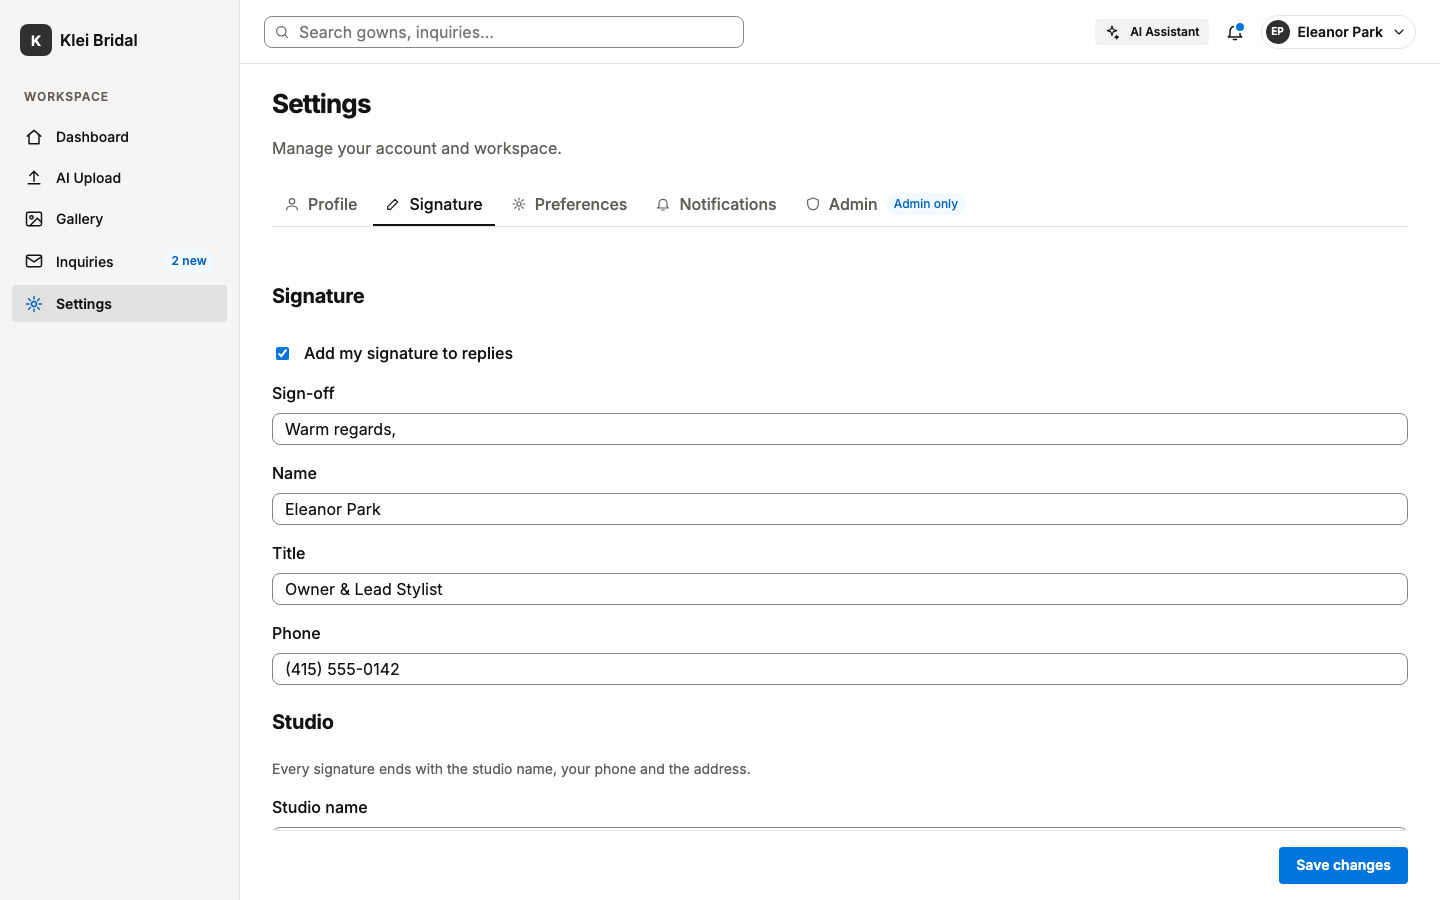 K
Klei Bridal
Search gowns, inquiries...
AI Assistant
EP
Eleanor Park
WORKSPACE
Dashboard
AI Upload
Gallery
Inquiries
2 new
Settings
Settings
Manage your account and workspace.
Profile
Signature
Preferences
Notifications
Admin
Admin only
Signature
Add my signature to replies
Sign-off
Warm regards,
Name
Eleanor Park
Title
Owner & Lead Stylist
Phone
(415) 555-0142
Studio
Every signature ends with the studio name, your phone and the address.
Studio name
Save changes